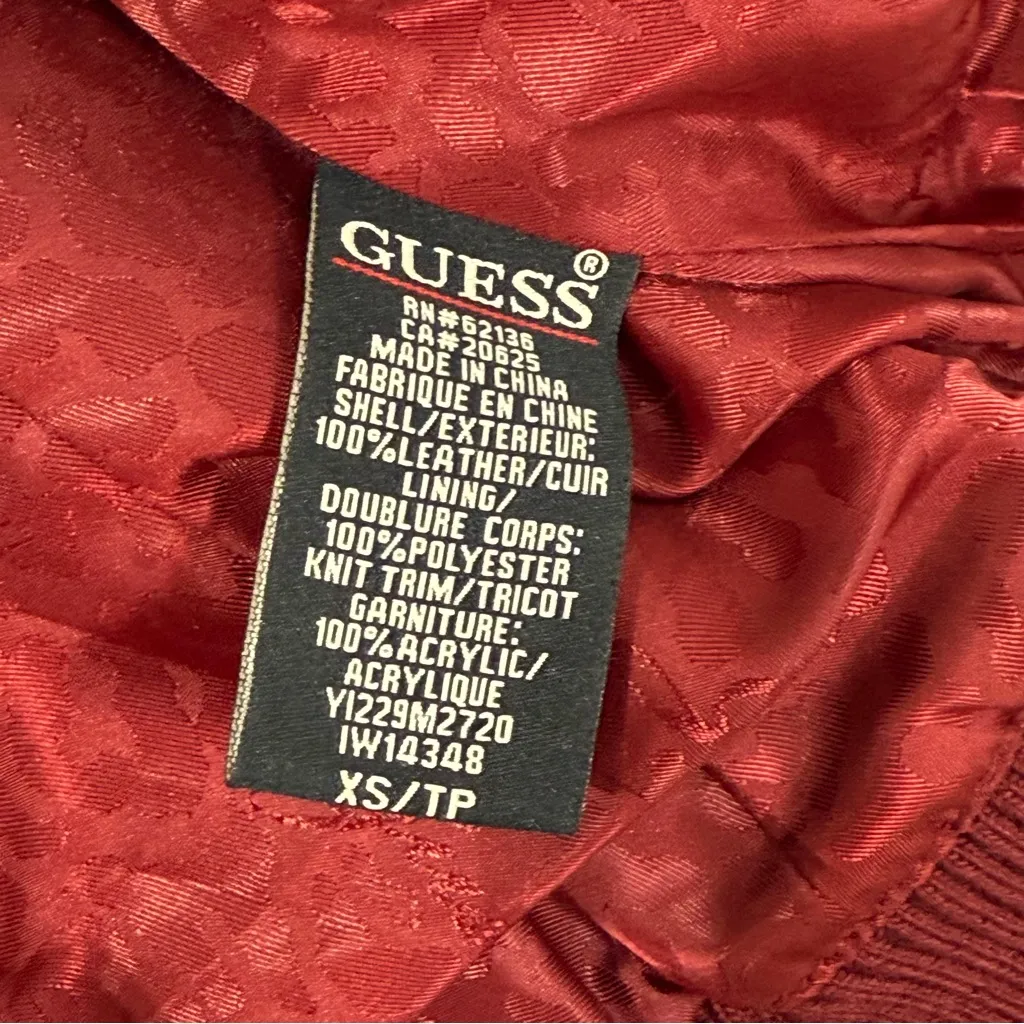 GUESS®
RN#62136
CA#20625
MADE IN CHINA
FABRIQUE EN CHINE
SHELL/EXTERIEUR:
100%LEATHER/CUIR
LINING/
DOUBLURE CORPS:
100%POLYESTER
KNIT TRIM/TRICOT
GARNITURE:
100%ACRYLIC/
ACRYLIQUE
YI229M2720
IW14348
XS/TP